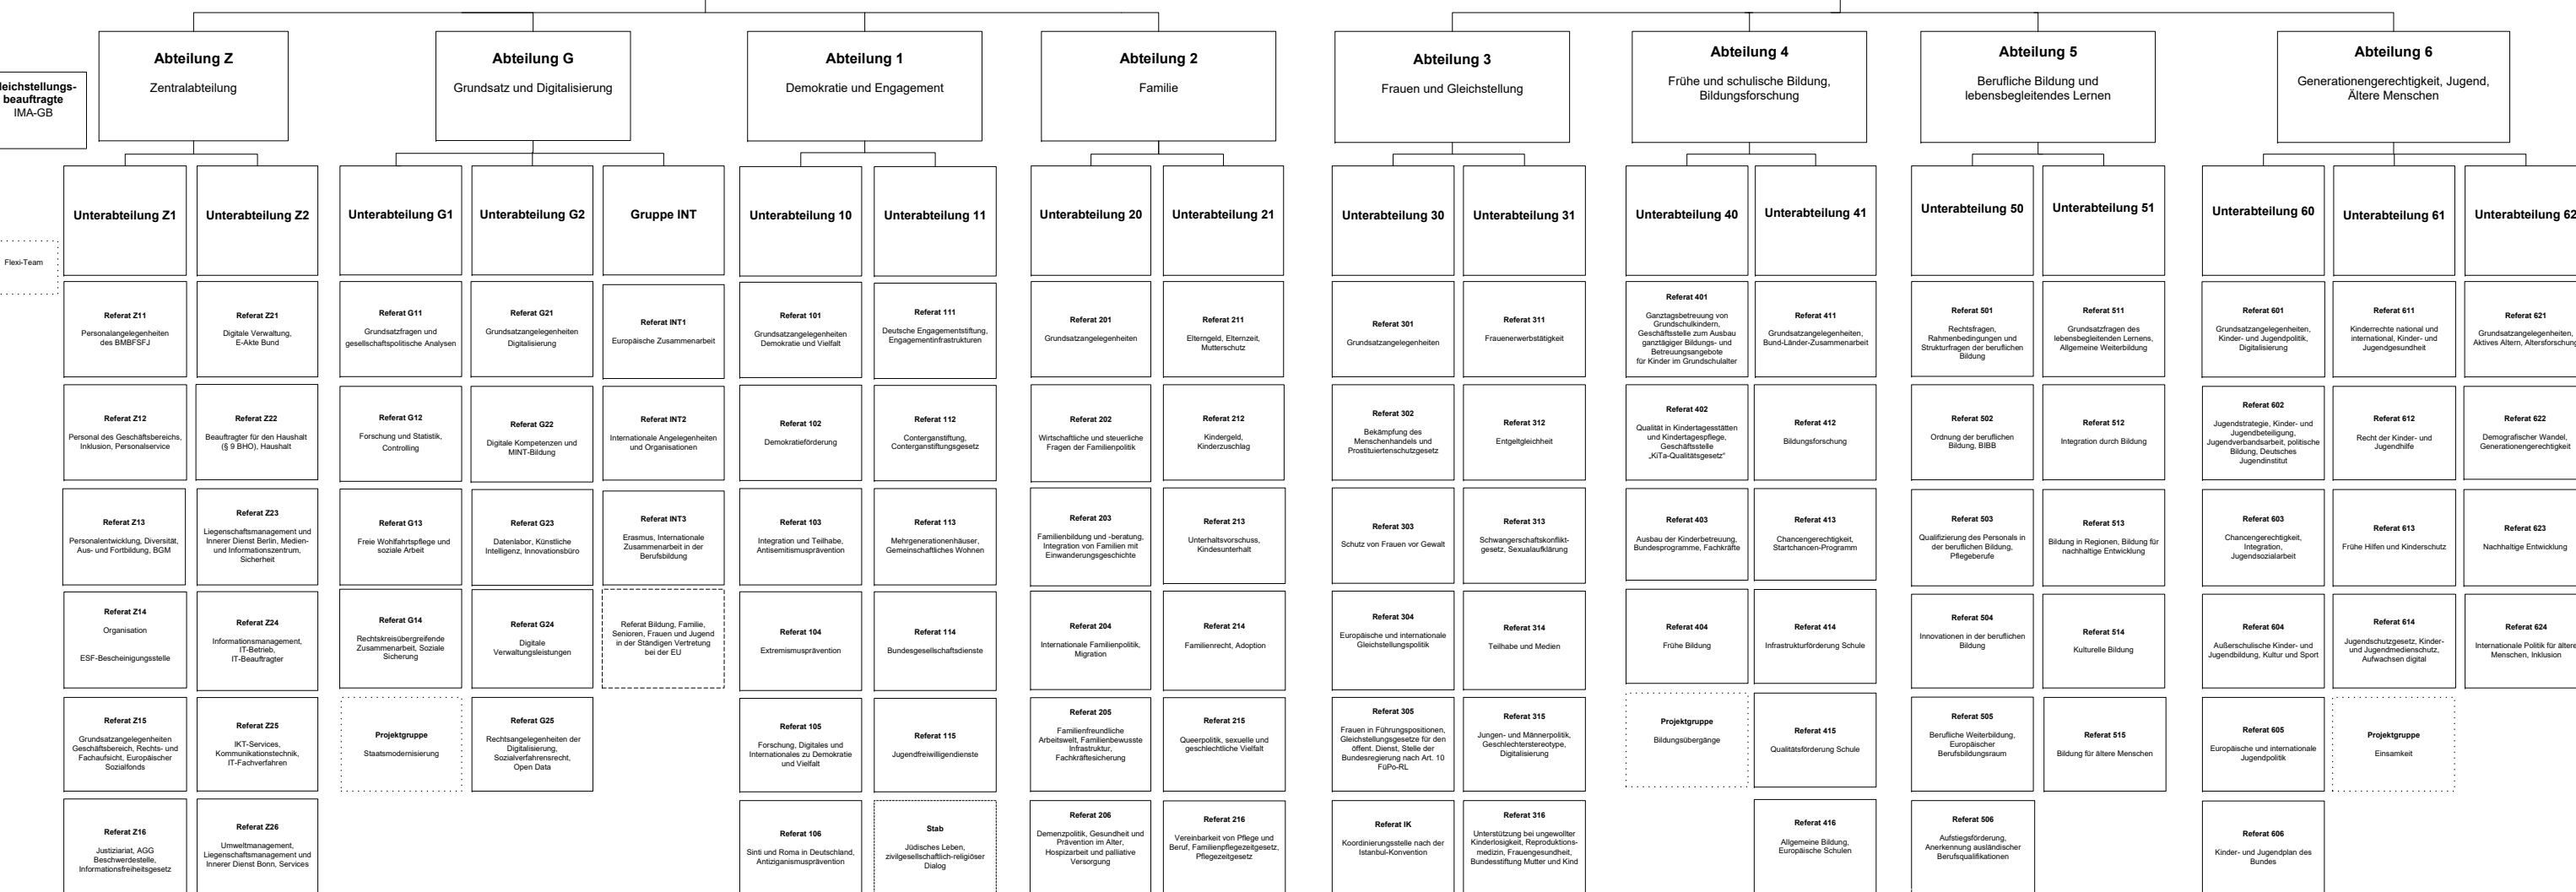 Abteilung Z
Zentralabteilung
Abteilung G
Grundsatz und Digitalisierung
Abteilung 1
Demokratie und Engagement
Abteilung 2
Familie
Abteilung 3
Frauen und Gleichstellung
Abteilung 4
Frühe und schulische Bildung,
Bildungsforschung
Abteilung 5
Berufliche Bildung und
lebensbegleitendes Lernen
Abteilung 6
Generationengerechtigkeit, Jugend,
Ältere Menschen
leichstellungs-
beauftragte
IMA-GB
Flexi-Team
Unterabteilung Z1
Referat Z11
Personalangelegenheiten
des BMBFSFJ
Referat Z12
Personal des Geschäftsbereichs,
Inklusion, Personalservice
Referat Z13
Personalentwicklung, Diversität,
Aus- und Fortbildung, BGM
Referat Z14
Organisation
ESF-Bescheinigungsstelle
Referat Z15
Grundsatzangelegenheiten
Geschäftsbereich, Rechts- und
Fachaufsicht, Europäischer
Sozialfonds
Referat Z16
Justiziariat, AGG
Beschwerdestelle,
Informationsfreiheitsgesetz
Unterabteilung Z2
Referat Z21
Digitale Verwaltung,
E-Akte Bund
Referat Z22
Beauftragter für den Haushalt
(§ 9 BHO), Haushalt
Referat Z23
Liegenschaftsmanagement und
Innerer Dienst Berlin, Medien-
und Informationszentrum,
Sicherheit
Referat Z24
Informationsmanagement,
IT-Betrieb,
IT-Beauftragter
Referat Z25
IKT-Services,
Kommunikationstechnik,
IT-Fachverfahren
Referat Z26
Umweltmanagement,
Liegenschaftsmanagement und
Innerer Dienst Bonn, Services
Unterabteilung G1
Referat G11
Grundsatzfragen und
gesellschaftspolitische Analysen
Referat G12
Forschung und Statistik,
Controlling
Referat G13
Freie Wohlfahrtspflege und
soziale Arbeit
Referat G14
Rechtskreisübergreifende
Zusammenarbeit, Soziale
Sicherung
Projektgruppe
Staatsmodernisierung
Unterabteilung G2
Referat G21
Grundsatzangelegenheiten
Digitalisierung
Referat G22
Digitale Kompetenzen und
MINT-Bildung
Referat G23
Datenlabor, Künstliche
Intelligenz, Innovationsbüro
Referat G24
Digitale
Verwaltungsleistungen
Referat G25
Rechtsangelegenheiten der
Digitalisierung,
Sozialverfahrensrecht,
Open Data
Gruppe INT
Referat INT1
Europäische Zusammenarbeit
Referat INT2
Internationale Angelegenheiten
und Organisationen
Referat INT3
Erasmus, Internationale
Zusammenarbeit in der
Berufsbildung
Referat Bildung, Familie,
Senioren, Frauen und Jugend
in der Ständigen Vertretung
bei der EU
Unterabteilung 10
Referat 101
Grundsatzangelegenheiten
Demokratie und Vielfalt
Referat 102
Demokratieförderung
Referat 103
Integration und Teilhabe,
Antisemitismusprävention
Referat 104
Extremismusprävention
Referat 105
Forschung, Digitales und
Internationales zu Demokratie
und Vielfalt
Referat 106
Sinti und Roma in Deutschland,
Antiziganismusprävention
Unterabteilung 11
Referat 111
Deutsche Engagementstiftung,
Engagementinfrastrukturen
Referat 112
Conterganstiftung,
Conterganstiftungsgesetz
Referat 113
Mehrgenerationenhäuser,
Gemeinschaftliches Wohnen
Referat 114
Bundesgesellschaftsdienste
Referat 115
Jugendfreiwilligendienste
Stab
Jüdisches Leben,
zivilgesellschaftlich-religiöser
Dialog
Unterabteilung 20
Referat 201
Grundsatzangelegenheiten
Referat 202
Wirtschaftliche und steuerliche
Fragen der Familienpolitik
Referat 203
Familienbildung und -beratung,
Integration von Familien mit
Einwanderungsgeschichte
Referat 204
Internationale Familienpolitik,
Migration
Referat 205
Familienfreundliche
Arbeitswelt, Familienbewusste
Infrastruktur,
Fachkräftesicherung
Referat 206
Demenzpolitik, Gesundheit und
Prävention im Alter,
Hospizarbeit und palliative
Versorgung
Unterabteilung 21
Referat 211
Elterngeld, Elternzeit,
Mutterschutz
Referat 212
Kindergeld,
Kinderzuschlag
Referat 213
Unterhaltsvorschuss,
Kindesunterhalt
Referat 214
Familienrecht, Adoption
Referat 215
Queerpolitik, sexuelle und
geschlechtliche Vielfalt
Referat 216
Vereinbarkeit von Pflege und
Beruf, Familienpflegezeitgesetz,
Pflegezeitgesetz
Unterabteilung 30
Referat 301
Grundsatzangelegenheiten
Referat 302
Bekämpfung des
Menschenhandels und
Prostituiertenschutzgesetz
Referat 303
Schutz von Frauen vor Gewalt
Referat 304
Europäische und internationale
Gleichstellungspolitik
Referat 305
Frauen in Führungspositionen,
Gleichstellungsgesetze für den
öffent. Dienst, Stelle der
Bundesregierung nach Art. 10
FüPo-RL
Referat IK
Koordinierungsstelle nach der
Istanbul-Konvention
Unterabteilung 31
Referat 311
Frauenerwerbstätigkeit
Referat 312
Entgeltgleichheit
Referat 313
Schwangerschaftskonflikt-
gesetz, Sexualaufklärung
Referat 314
Teilhabe und Medien
Referat 315
Jungen- und Männerpolitik,
Geschlechterstereotype,
Digitalisierung
Referat 316
Unterstützung bei ungewollter
Kinderlosigkeit, Reproduktions-
medizin, Frauengesundheit,
Bundesstiftung Mutter und Kind
Unterabteilung 40
Referat 401
Ganztagsbetreuung von
Grundschulkindern,
Geschäftsstelle zum Ausbau
ganztägiger Bildungs- und
Betreuungsangebote
für Kinder im Grundschulalter
Referat 402
Qualität in Kindertagesstätten
und Kindertagespflege,
Geschäftsstelle
„KiTa-Qualitätsgesetz“
Referat 403
Ausbau der Kinderbetreuung,
Bundesprogramme, Fachkräfte
Referat 404
Frühe Bildung
Projektgruppe
Bildungsübergänge
Unterabteilung 41
Referat 411
Grundsatzangelegenheiten,
Bund-Länder-Zusammenarbeit
Referat 412
Bildungsforschung
Referat 413
Chancengerechtigkeit,
Startchancen-Programm
Referat 414
Infrastrukturförderung Schule
Referat 415
Qualitätsförderung Schule
Referat 416
Allgemeine Bildung,
Europäische Schulen
Unterabteilung 50
Referat 501
Rechtsfragen,
Rahmenbedingungen und
Strukturfragen der beruflichen
Bildung
Referat 502
Ordnung der beruflichen
Bildung, BIBB
Referat 503
Qualifizierung des Personals in
der beruflichen Bildung,
Pflegeberufe
Referat 504
Innovationen in der beruflichen
Bildung
Referat 505
Berufliche Weiterbildung,
Europäischer
Berufsbildungsraum
Referat 506
Aufstiegsförderung,
Anerkennung ausländischer
Berufsqualifikationen
Unterabteilung 51
Referat 511
Grundsatzfragen des
lebensbegleitenden Lernens,
Allgemeine Weiterbildung
Referat 512
Integration durch Bildung
Referat 513
Bildung in Regionen, Bildung für
nachhaltige Entwicklung
Referat 514
Kulturelle Bildung
Referat 515
Bildung für ältere Menschen
Unterabteilung 60
Referat 601
Grundsatzangelegenheiten,
Kinder- und Jugendpolitik,
Digitalisierung
Referat 602
Jugendstrategie, Kinder- und
Jugendbeteiligung,
Jugendverbandsarbeit, politische
Bildung, Deutsches
Jugendinstitut
Referat 603
Chancengerechtigkeit,
Integration,
Jugendsozialarbeit
Referat 604
Außerschulische Kinder- und
Jugendbildung, Kultur und Sport
Referat 605
Europäische und internationale
Jugendpolitik
Referat 606
Kinder- und Jugendplan des
Bundes
Unterabteilung 61
Referat 611
Kinderrechte national und
international, Kinder- und
Jugendgesundheit
Referat 612
Recht der Kinder- und
Jugendhilfe
Referat 613
Frühe Hilfen und Kinderschutz
Referat 614
Jugendschutzgesetz, Kinder-
und Jugendmedienschutz,
Aufwachsen digital
Projektgruppe
Einsamkeit
Unterabteilung 62
Referat 621
Grundsatzangelegenheiten,
Aktives Altern, Altersforschung
Referat 622
Demografischer Wandel,
Generationengerechtigkeit
Referat 623
Nachhaltige Entwicklung
Referat 624
Internationale Politik für ältere
Menschen, Inklusion